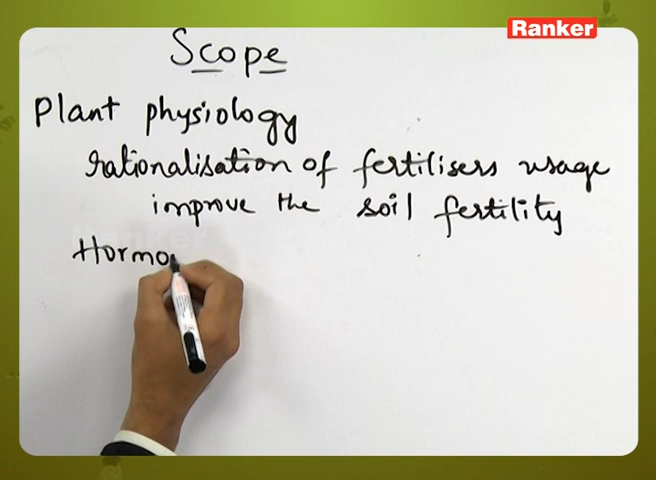 Ranker
Scope
Plant physiology
rationalisation of fertilisers usage
improve the soil fertility
Hormo